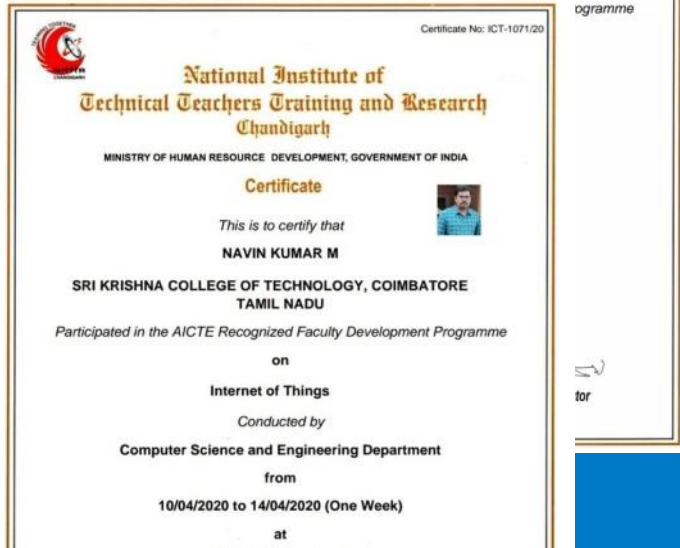 Certificate No: ICT-1071/20
National Institute of
Technical Teachers Training and Research
Chandigarh
MINISTRY OF HUMAN RESOURCE DEVELOPMENT, GOVERNMENT OF INDIA
Certificate
This is to certify that
NAVIN KUMAR M
SRI KRISHNA COLLEGE OF TECHNOLOGY, COIMBATORE
TAMIL NADU
Participated in the AICTE Recognized Faculty Development Programme
on
Internet of Things
Conducted by
Computer Science and Engineering Department
from
10/04/2020 to 14/04/2020 (One Week)
at
ogramme
tor